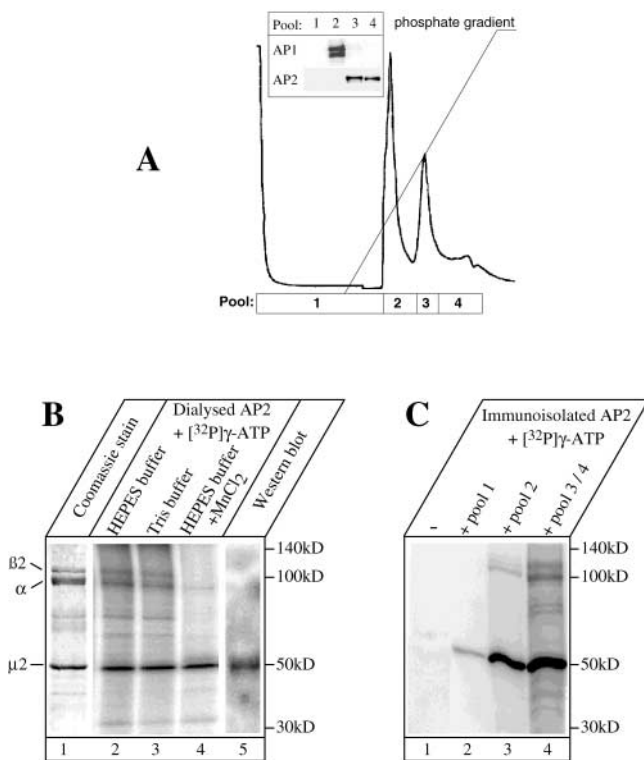 Pool: 1 2 3 4
AP1
AP2
phosphate gradient
A
Pool: 1 2 3 4
B
Coomassie stain
Dialysed AP2
+ [³²P]γ-ATP
HEPES buffer
Tris buffer
HEPES buffer
+MnCl₂
Western blot
ß2
α
μ2
140kD
100kD
50kD
30kD
1 2 3 4 5
C
Immunoisolated AP2
+ [³²P]γ-ATP
-
+ pool 1
+ pool 2
+ pool 3 / 4
140kD
100kD
50kD
30kD
1 2 3 4